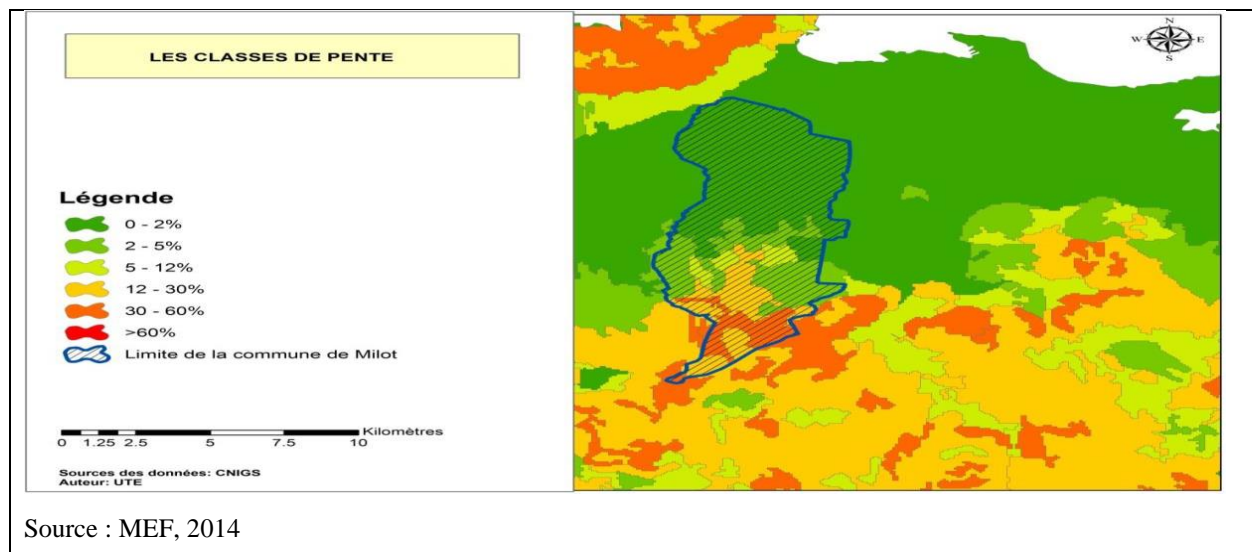 LES CLASSES DE PENTE
N
W E
S
Légende
0 - 2%
2 - 5%
5 - 12%
12 - 30%
30 - 60%
>60%
Limite de la commune de Milot
Kilomètres
0 1.25 2.5 5 7.5 10
Sources des données: CNIGS
Auteur: UTE
Source : MEF, 2014